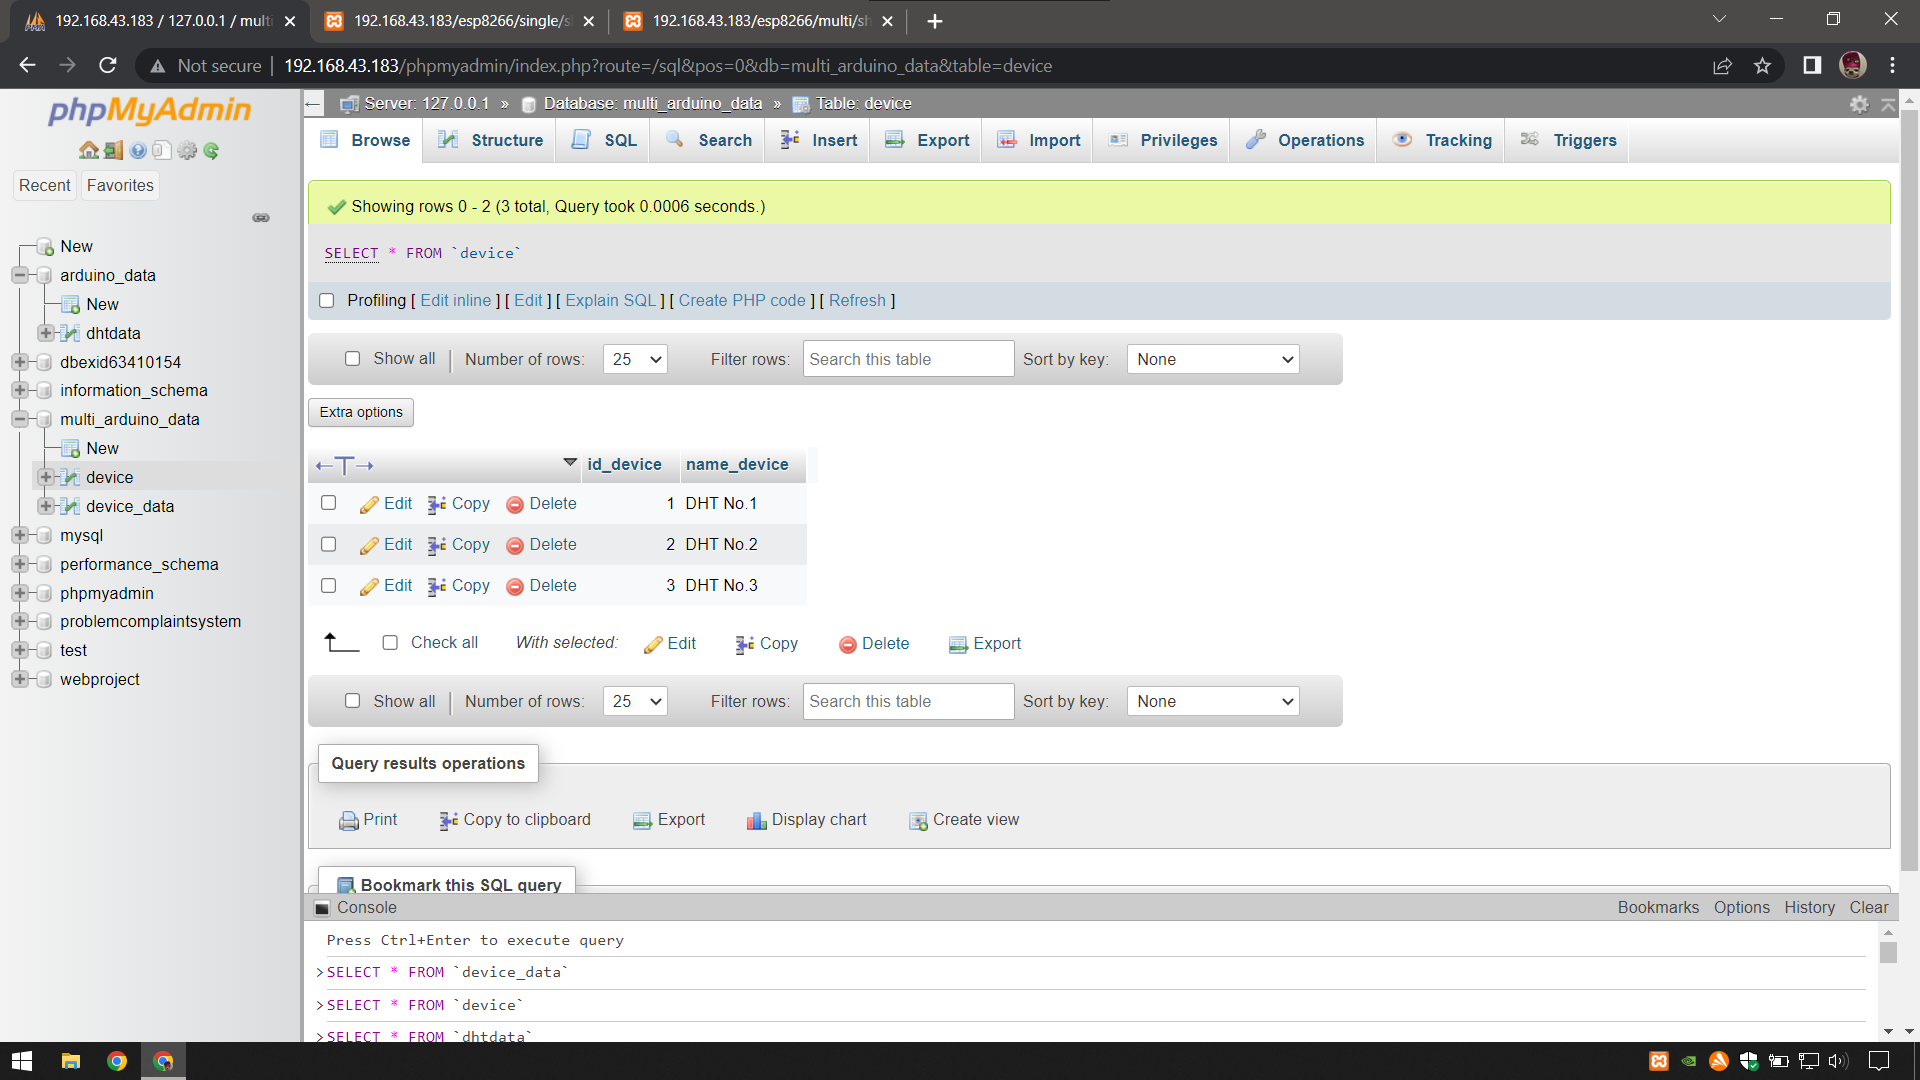 192.168.43.183 / 127.0.0.1 / multi
192.168.43.183/esp8266/single/s
192.168.43.183/esp8266/multi/sh
Not secure
192.168.43.183/phpmyadmin/index.php?route=/sql&pos=0&db=multi_arduino_data&table=device
phpMyAdmin
Recent
Favorites
New
arduino_data
New
dhtdata
dbexid63410154
information_schema
multi_arduino_data
New
device
device_data
mysql
performance_schema
phpmyadmin
problemcomplaintsystem
test
webproject
Server: 127.0.0.1 » Database: multi_arduino_data » Table: device
Browse Structure SQL Search Insert Export Import Privileges Operations Tracking Triggers
Showing rows 0 - 2 (3 total, Query took 0.0006 seconds.)
SELECT * FROM `device`
Profiling [ Edit inline ] [ Edit ] [ Explain SQL ] [ Create PHP code ] [ Refresh ]
Show all Number of rows: 25 Filter rows: Search this table Sort by key: None
Extra options
id_device name_device
Edit Copy Delete 1 DHT No.1
Edit Copy Delete 2 DHT No.2
Edit Copy Delete 3 DHT No.3
Check all With selected: Edit Copy Delete Export
Show all Number of rows: 25 Filter rows: Search this table Sort by key: None
Query results operations
Print Copy to clipboard Export Display chart Create view
Bookmark this SQL query
Console Bookmarks Options History Clear
Press Ctrl+Enter to execute query
>SELECT * FROM `device_data`
>SELECT * FROM `device`
>SELECT * FROM `dhtdata`